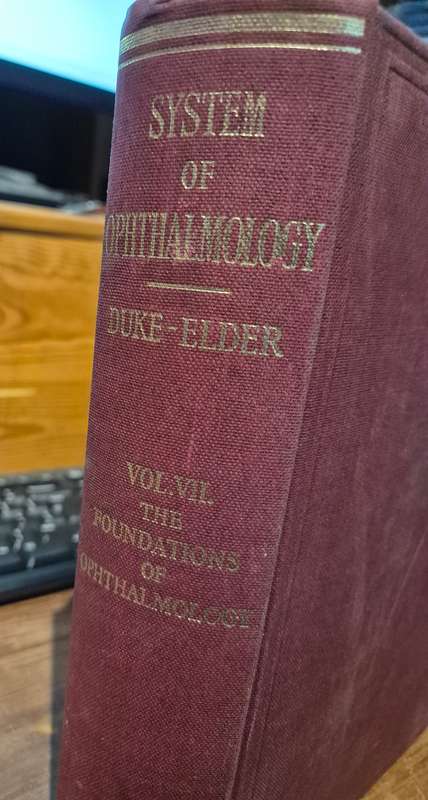 SYSTEM
OF
OPHTHALMOLOGY
DUKE-ELDER
VOL.VII.
THE
FOUNDATIONS
OF
OPHTHALMOLOGY